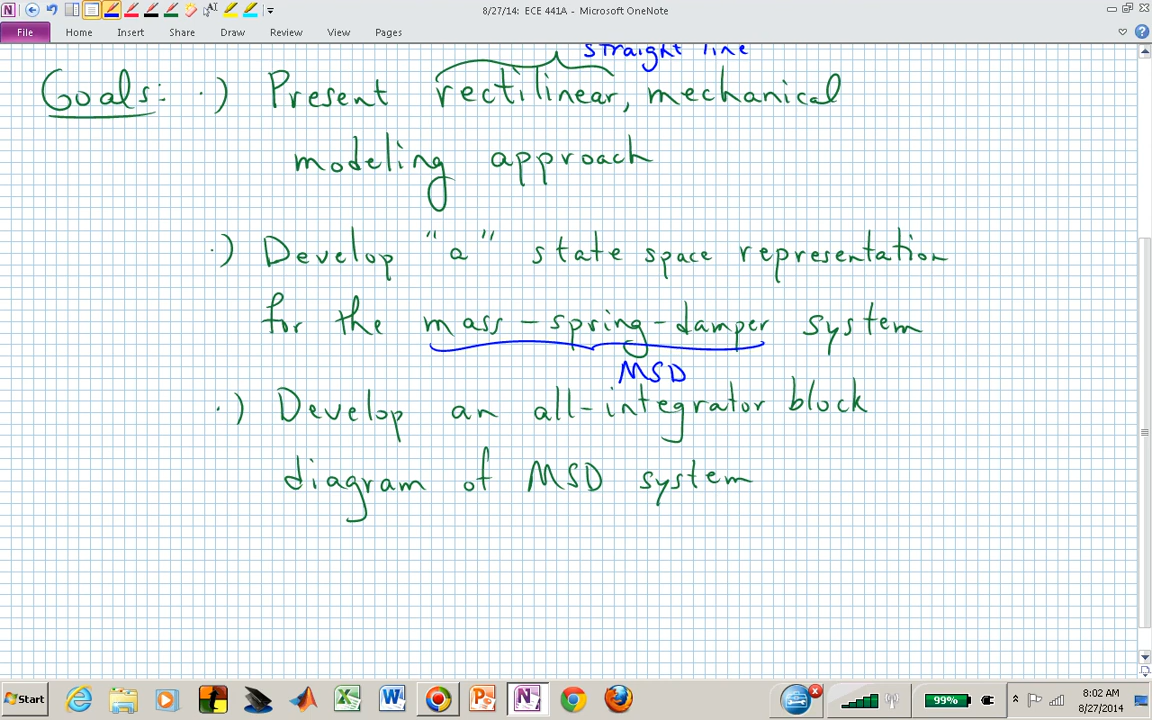 8/27/14: ECE 441A - Microsoft OneNote
File Home Insert Share Draw Review View Pages
straight line
Goals: ·) Present rectilinear, mechanical
modeling approach
·) Develop "a" state space representation
for the mass-spring-damper system
MSD
·) Develop an all-integrator block
diagram of MSD system
Start
99%
8:02 AM
8/27/2014